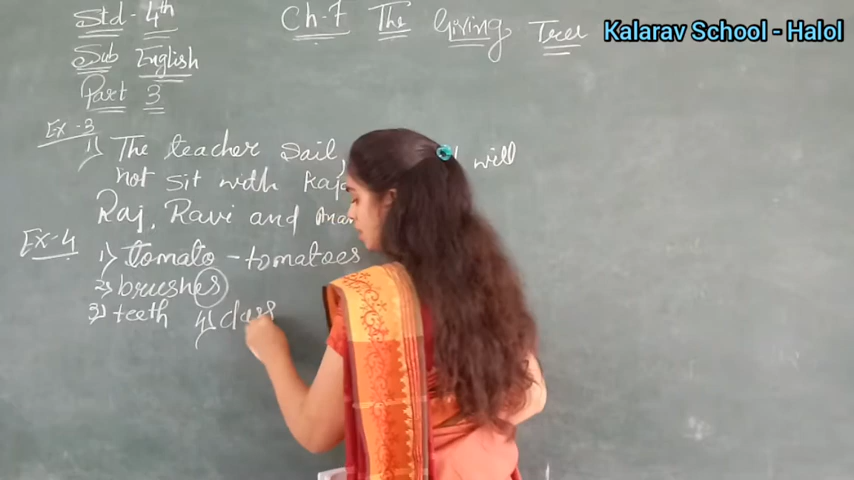 Std- 4th
Ch-7 The Giving Tree
Kalarav School - Halol
Sub English
Part 3
Ex-3
1) The teacher Said, will
not sit with Raja
Raj, Ravi and
Ex-4
1) tomato - tomatoes
2) brushes
3) teeth 4) class